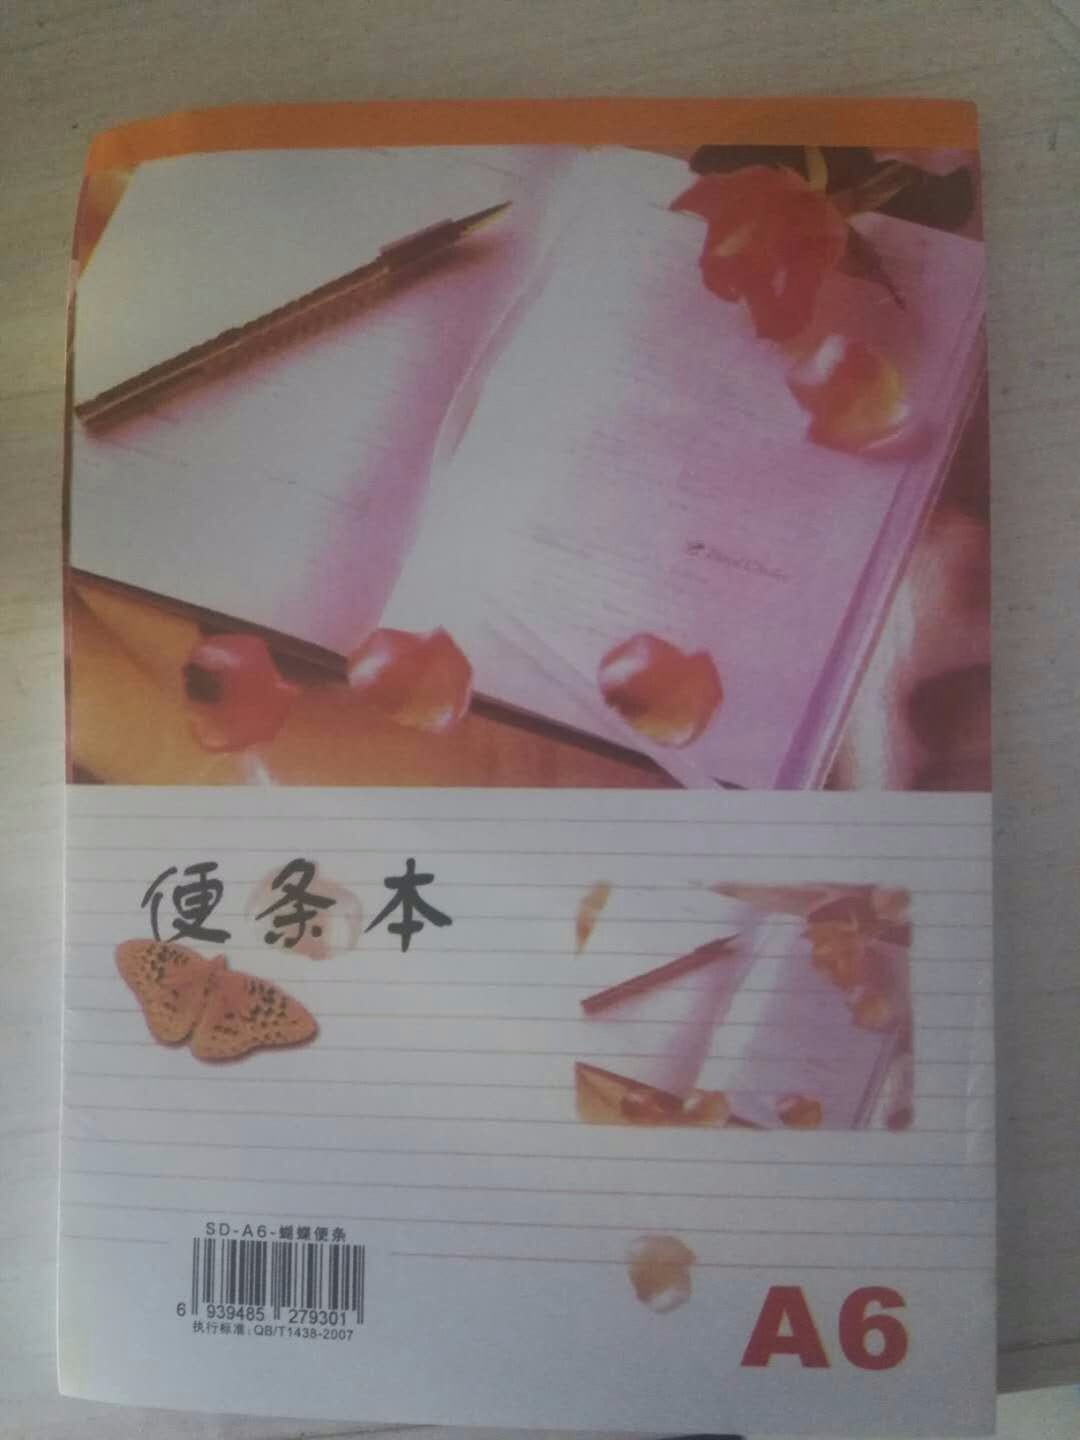 便条本
SD-A6-蝴蝶便条
6 939485 279301
执行标准:QB/T1438-2007
A6